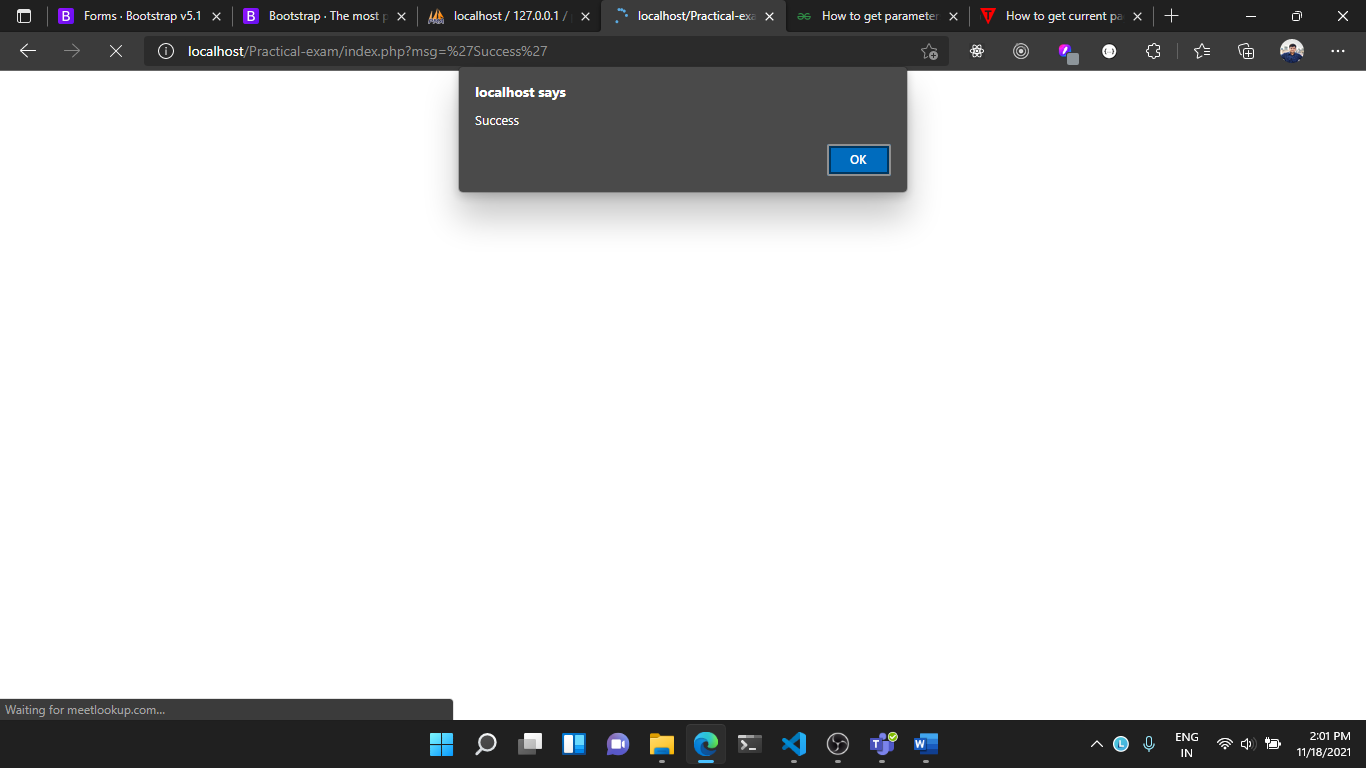 Forms · Bootstrap v5.1
Bootstrap · The most p
localhost / 127.0.0.1 / p
localhost/Practical-exa
How to get parameter
How to get current pa
localhost/Practical-exam/index.php?msg=%27Success%27
localhost says
Success
OK
Waiting for meetlookup.com...
ENG
IN
2:01 PM
11/18/2021